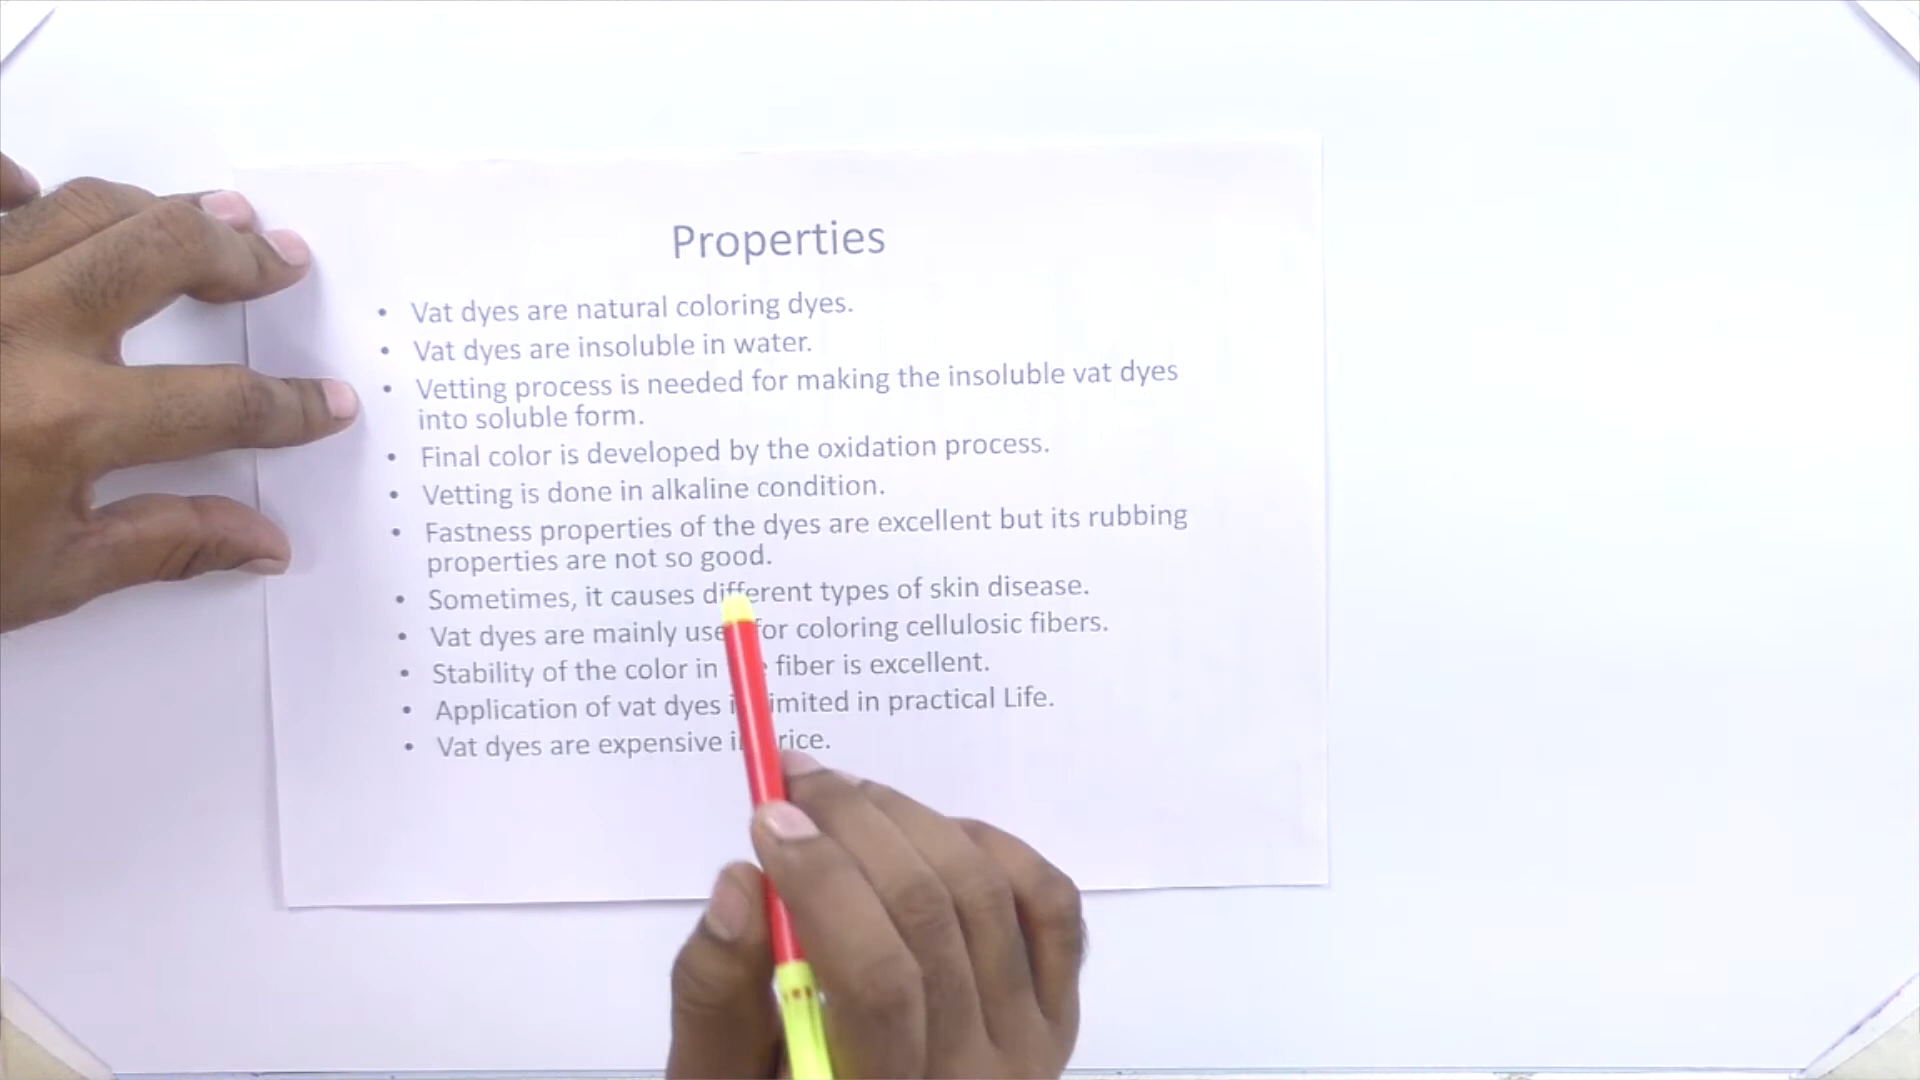 Properties
• Vat dyes are natural coloring dyes.
• Vat dyes are insoluble in water.
• Vetting process is needed for making the insoluble vat dyes
into soluble form.
• Final color is developed by the oxidation process.
• Vetting is done in alkaline condition.
• Fastness properties of the dyes are excellent but its rubbing
properties are not so good.
• Sometimes, it causes different types of skin disease.
• Vat dyes are mainly use for coloring cellulosic fibers.
• Stability of the color in fiber is excellent.
• Application of vat dyes limited in practical Life.
• Vat dyes are expensive